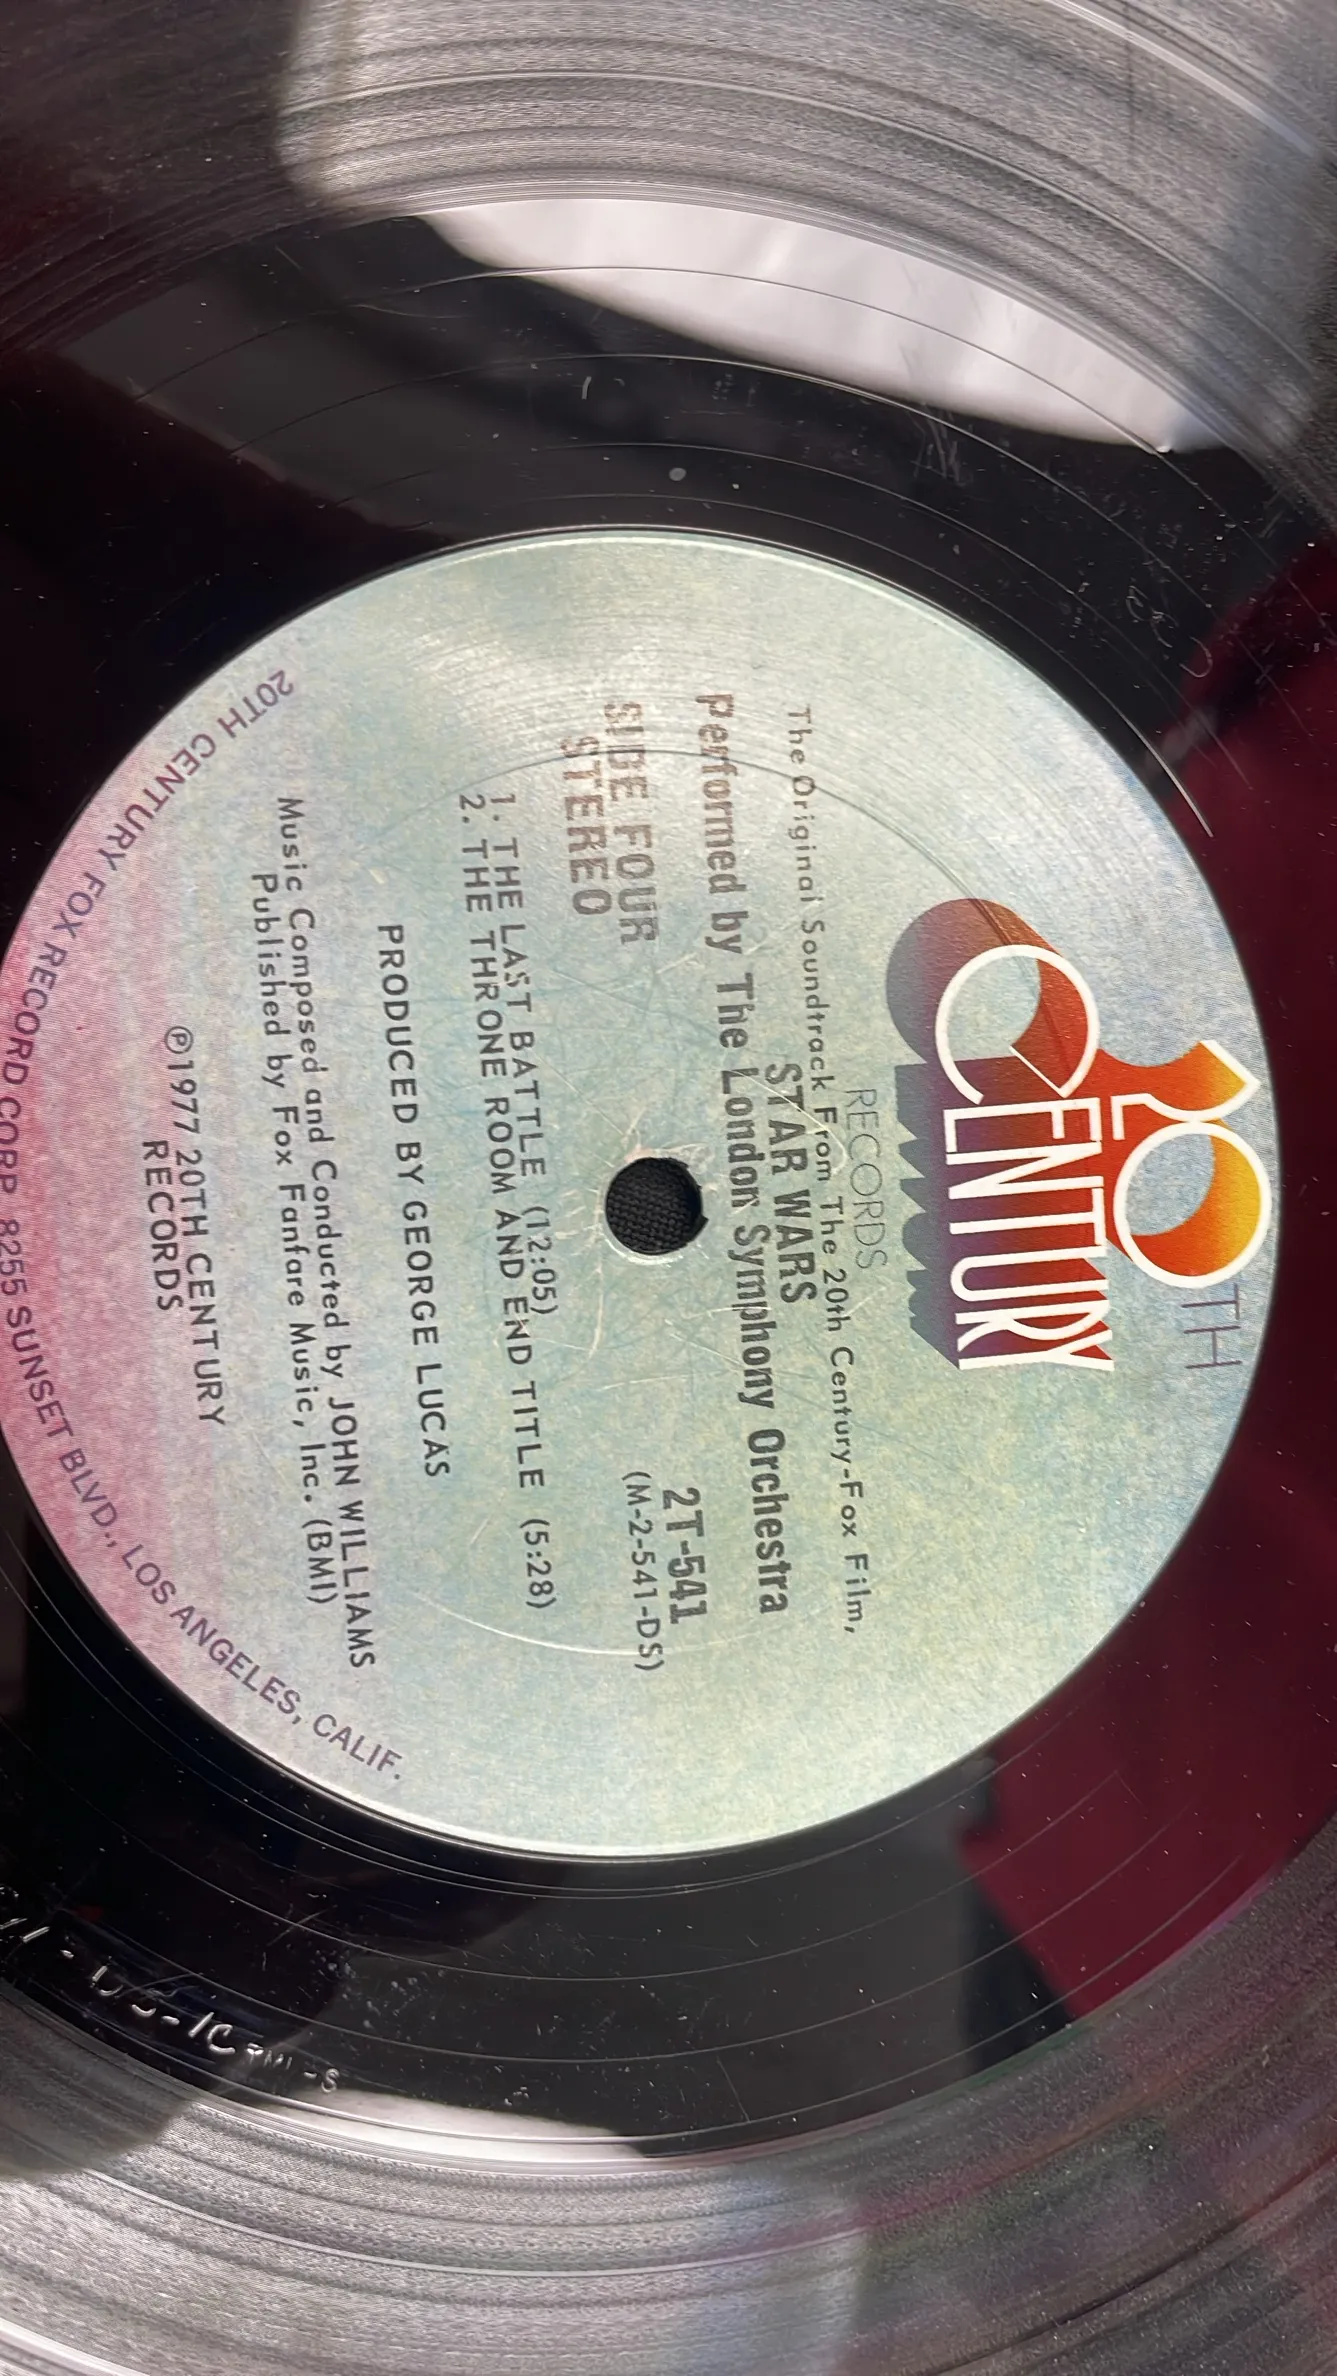 20TH
CENTURY
RECORDS
The Original Soundtrack From The 20th Century-Fox Film,
STAR WARS
Performed by The London Symphony Orchestra
SIDE FOUR
STEREO
2T-541
(M-2-541-DS)
1. THE LAST BATTLE (12:05)
2. THE THRONE ROOM AND END TITLE (5:28)
PRODUCED BY GEORGE LUCAS
Music Composed and Conducted by JOHN WILLIAMS
Published by Fox Fanfare Music, Inc. (BMI)
℗1977 20TH CENTURY
RECORDS
20TH CENTURY FOX RECORD CORP. 8255 SUNSET BLVD., LOS ANGELES, CALIF.